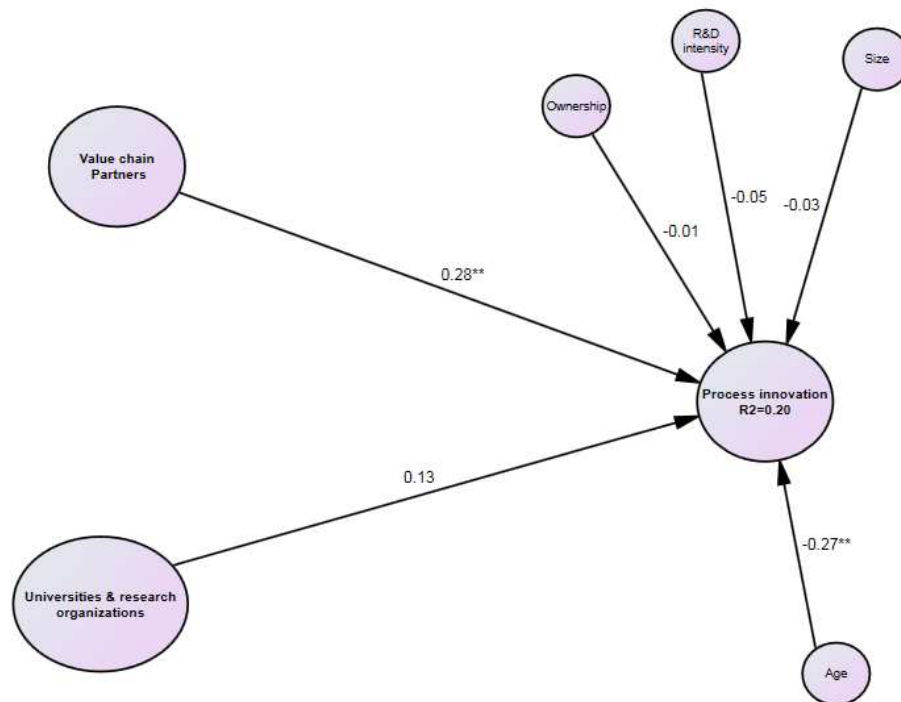 R&D
intensity
Size
Ownership
Value chain
Partners
-0.05
-0.03
-0.01
0.28**
Process innovation
R2=0.20
0.13
-0.27**
Universities & research
organizations
Age